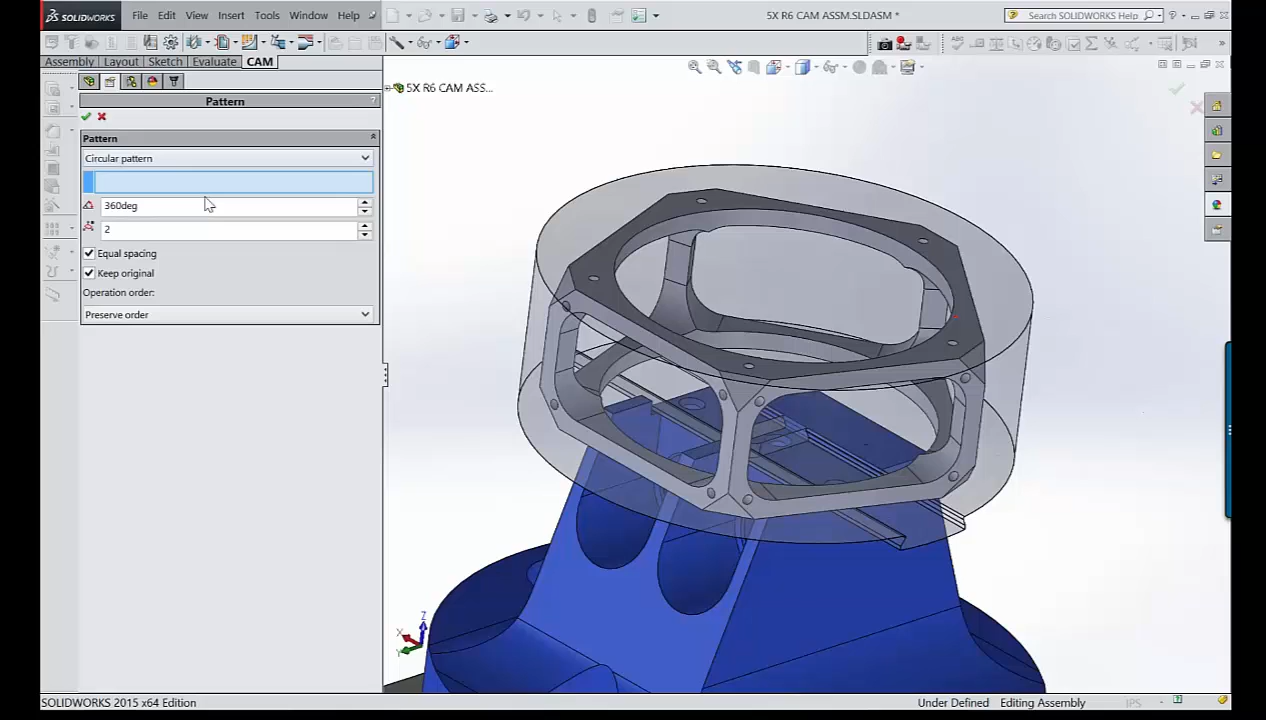 SOLIDWORKS File Edit View Insert Tools Window Help 5X R6 CAM ASSM.SLDASM * Search SOLIDWORKS Help
Assembly Layout Sketch Evaluate CAM
5X R6 CAM ASS...
Pattern
?
Pattern
Circular pattern
360deg
2
Equal spacing
Keep original
Operation order:
Preserve order
Z
X
Y
SOLIDWORKS 2015 x64 Edition Under Defined Editing Assembly IPS